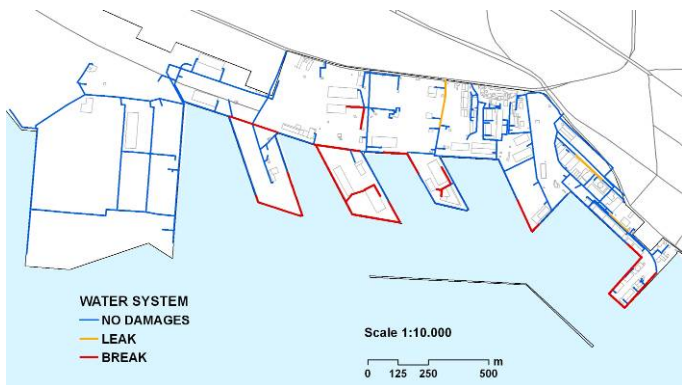 WATER SYSTEM
NO DAMAGES
LEAK
BREAK
Scale 1:10.000
m
0 125 250 500